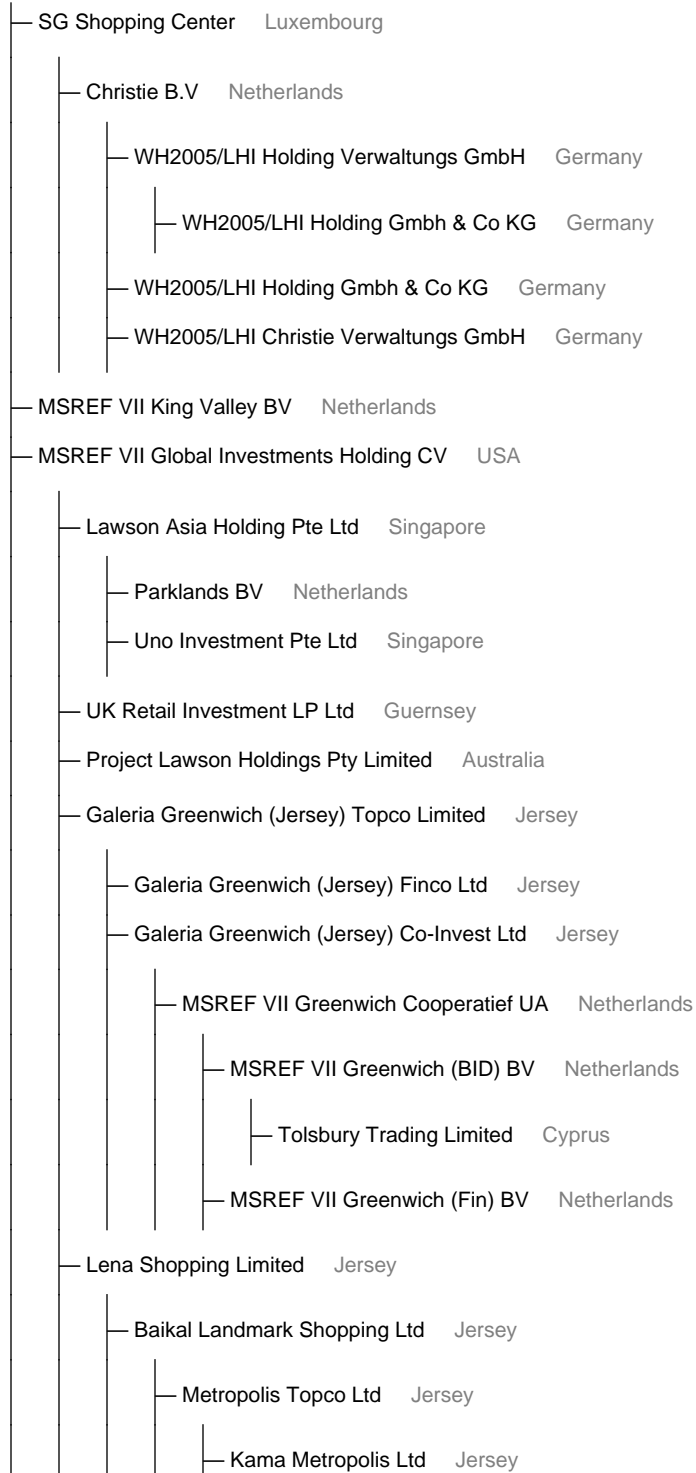 SG Shopping Center Luxembourg
Christie B.V Netherlands
WH2005/LHI Holding Verwaltungs GmbH Germany
WH2005/LHI Holding Gmbh & Co KG Germany
WH2005/LHI Holding Gmbh & Co KG Germany
WH2005/LHI Christie Verwaltungs GmbH Germany
MSREF VII King Valley BV Netherlands
MSREF VII Global Investments Holding CV USA
Lawson Asia Holding Pte Ltd Singapore
Parklands BV Netherlands
Uno Investment Pte Ltd Singapore
UK Retail Investment LP Ltd Guernsey
Project Lawson Holdings Pty Limited Australia
Galeria Greenwich (Jersey) Topco Limited Jersey
Galeria Greenwich (Jersey) Finco Ltd Jersey
Galeria Greenwich (Jersey) Co-Invest Ltd Jersey
MSREF VII Greenwich Cooperatief UA Netherlands
MSREF VII Greenwich (BID) BV Netherlands
Tolsbury Trading Limited Cyprus
MSREF VII Greenwich (Fin) BV Netherlands
Lena Shopping Limited Jersey
Baikal Landmark Shopping Ltd Jersey
Metropolis Topco Ltd Jersey
Kama Metropolis Ltd Jersey